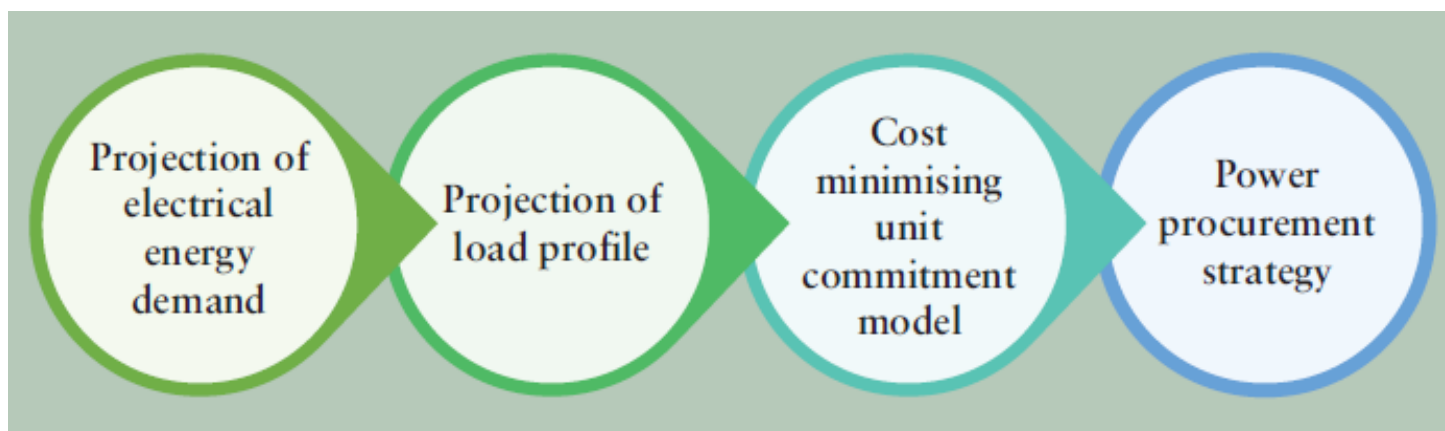 Projection of
electrical
energy
demand
Projection of
load profile
Cost
minimising
unit
commitment
model
Power
procurement
strategy